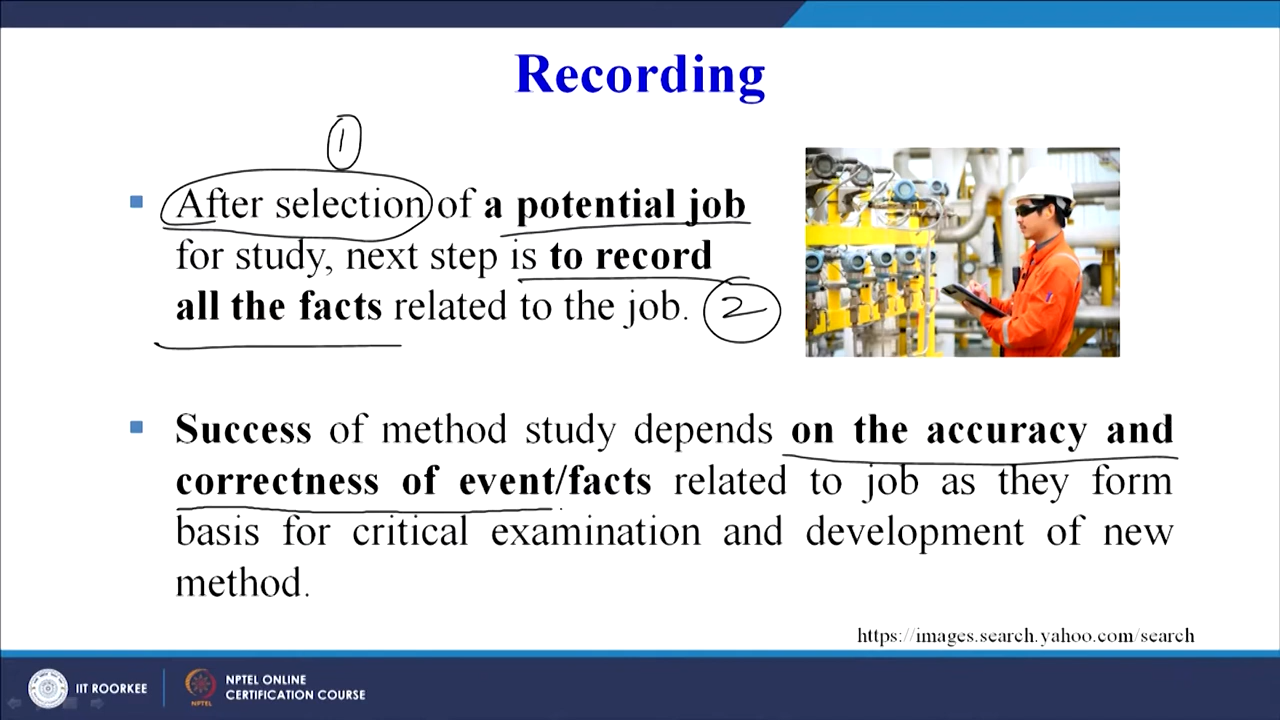 Recording
1
After selection of a potential job
for study, next step is to record
all the facts related to the job. 2
Success of method study depends on the accuracy and
correctness of event/facts related to job as they form
basis for critical examination and development of new
method.
https://images.search.yahoo.com/search
IIT ROORKEE
NPTEL ONLINE
CERTIFICATION COURSE
NPTEL